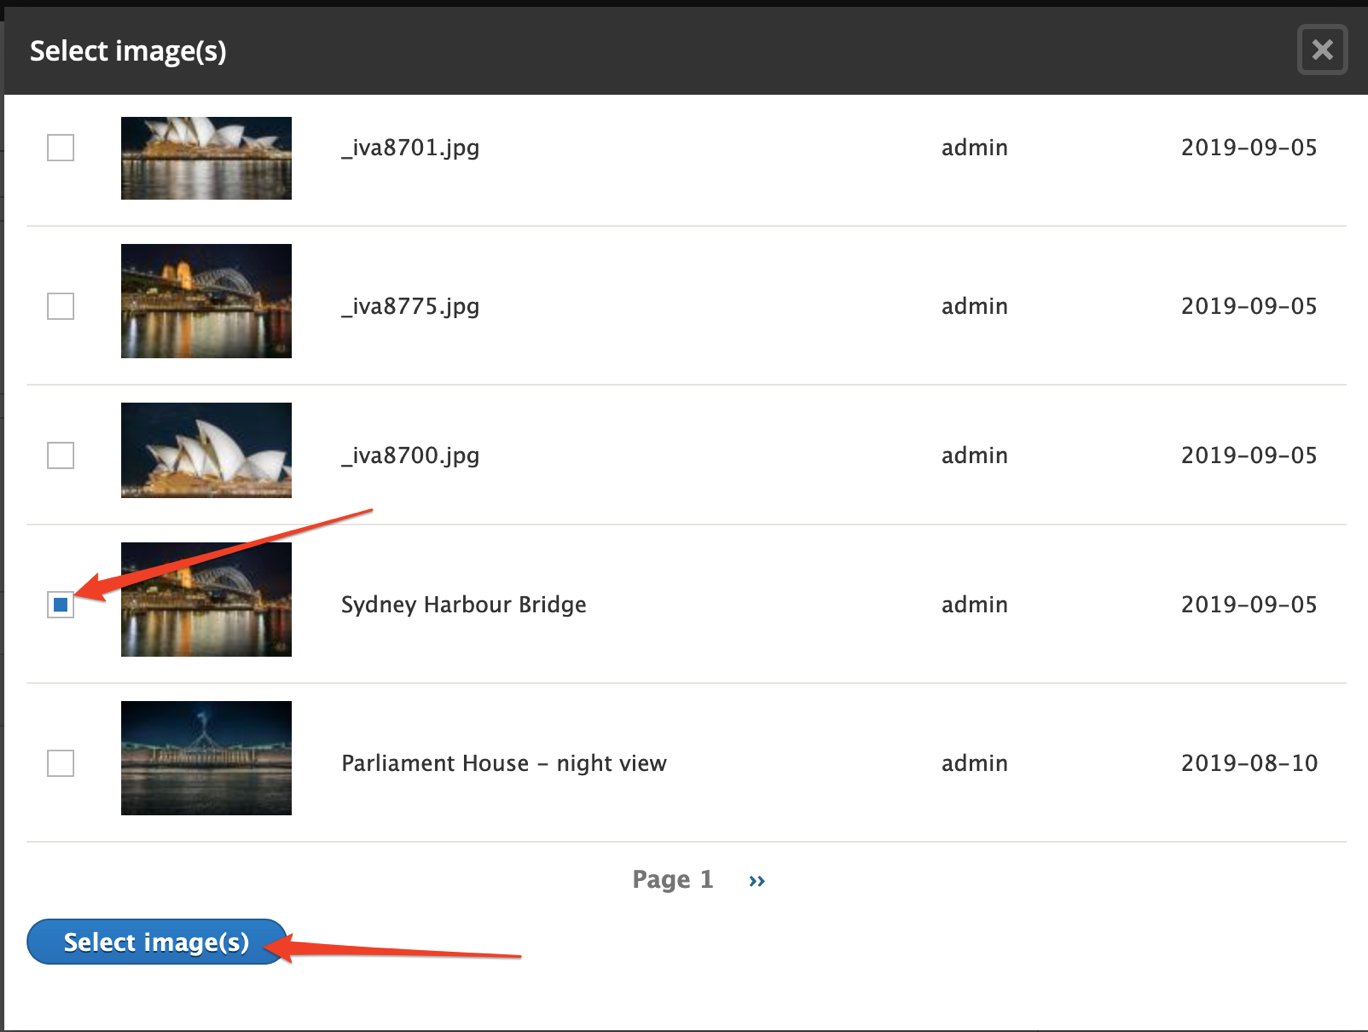 Select image(s)
_iva8701.jpg admin 2019-09-05
_iva8775.jpg admin 2019-09-05
_iva8700.jpg admin 2019-09-05
Sydney Harbour Bridge admin 2019-09-05
Parliament House – night view admin 2019-08-10
Page 1 ››
Select image(s)